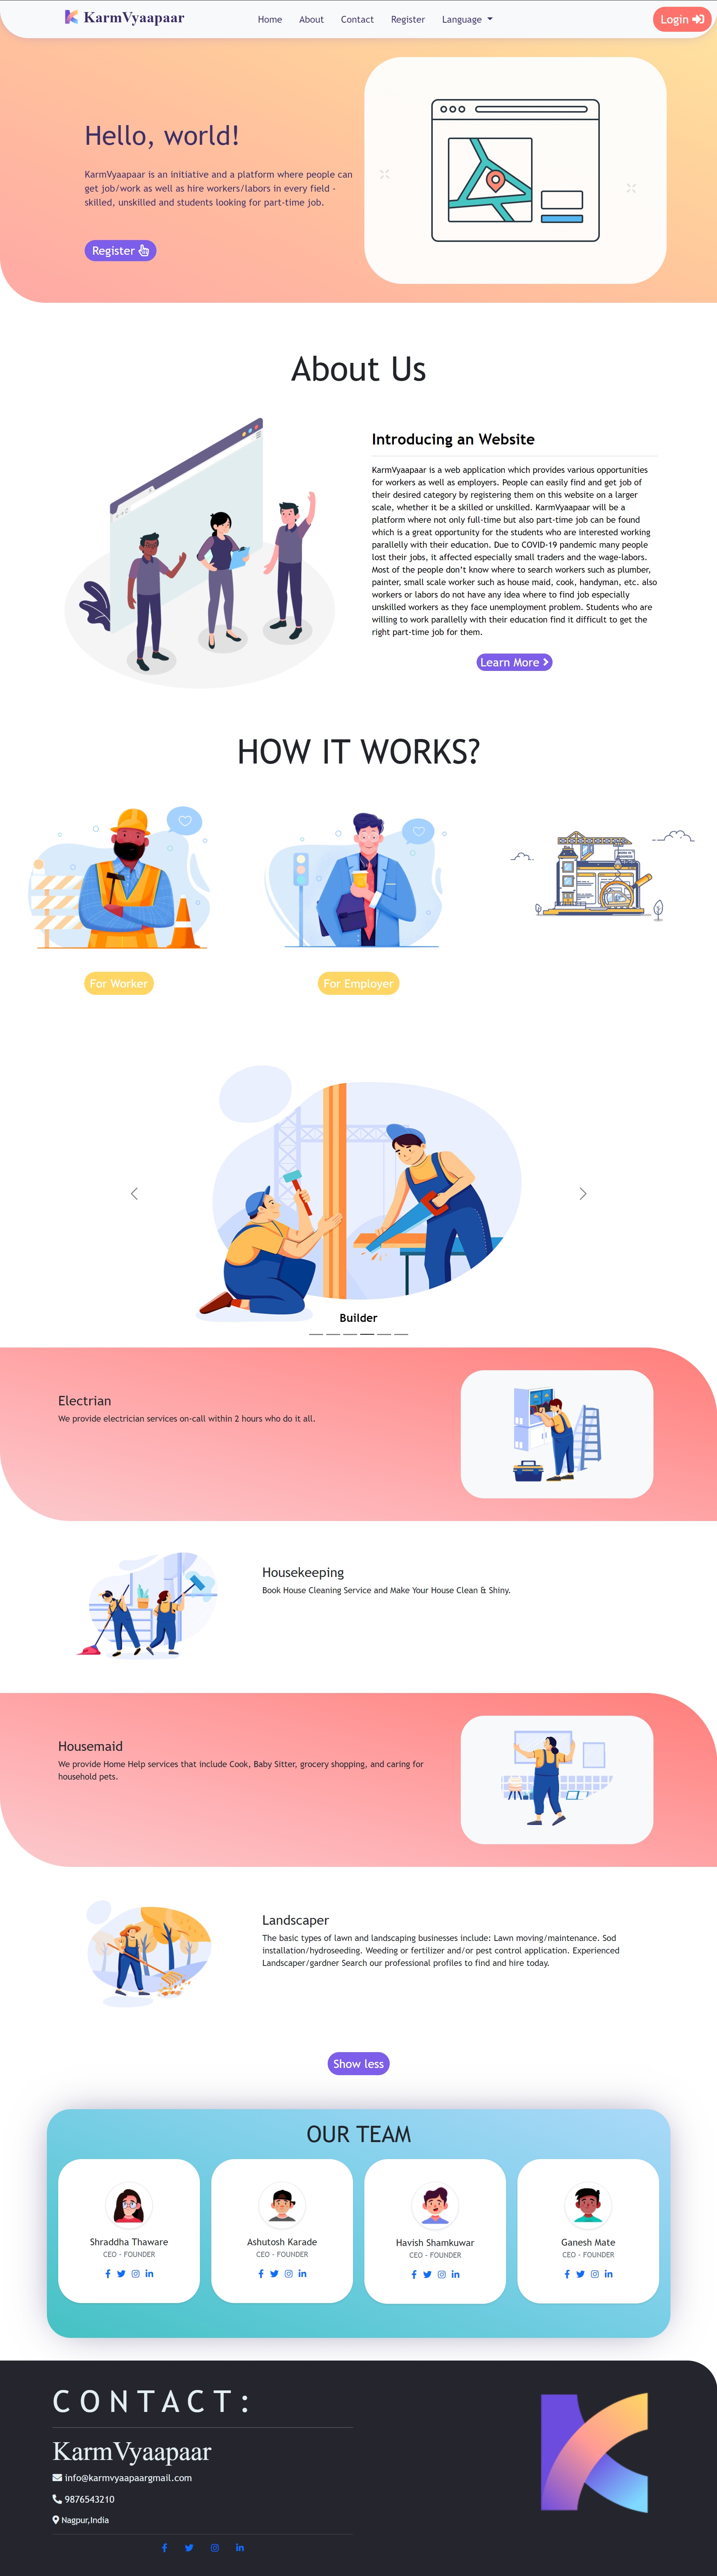 KarmVyaapaar
Home About Contact Register Language
Login
Hello, world!
KarmVyaapaar is an initiative and a platform where people can
get job/work as well as hire workers/labors in every field -
skilled, unskilled and students looking for part-time job.
Register
About Us
Introducing an Website
KarmVyaapaar is a web application which provides various opportunities
for workers as well as employers. People can easily find and get job of
their desired category by registering them on this website on a larger
scale, whether it be a skilled or unskilled. KarmVyaapaar will be a
platform where not only full-time but also part-time job can be found
which is a great opportunity for the students who are interested working
parallelly with their education. Due to COVID-19 pandemic many people
lost their jobs, it affected especially small traders and the wage-labors.
Most of the people don't know where to search workers such as plumber,
painter, small scale worker such as house maid, cook, handyman, etc. also
workers or labors do not have any idea where to find job especially
unskilled workers as they face unemployment problem. Students who are
willing to work parallelly with their education find it difficult to get the
right part-time job for them.
Learn More
HOW IT WORKS?
For Worker
For Employer
Builder
Electrian
We provide electrician services on-call within 2 hours who do it all.
Housekeeping
Book House Cleaning Service and Make Your House Clean & Shiny.
Housemaid
We provide Home Help services that include Cook, Baby Sitter, grocery shopping, and caring for
household pets.
Landscaper
The basic types of lawn and landscaping businesses include: Lawn moving/maintenance. Sod
installation/hydroseeding. Weeding or fertilizer and/or pest control application. Experienced
Landscaper/gardner Search our professional profiles to find and hire today.
Show less
OUR TEAM
Shraddha Thaware
CEO - FOUNDER
Ashutosh Karade
CEO - FOUNDER
Havish Shamkuwar
CEO - FOUNDER
Ganesh Mate
CEO - FOUNDER
CONTACT:
KarmVyaapaar
info@karmvyaapaargmail.com
9876543210
Nagpur,India